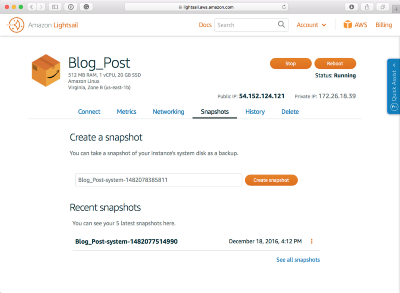 lightsail.aws.amazon.com
Amazon Lightsail
Docs
Search
Account
AWS
Billing
Blog_Post
512 MB RAM, 1 vCPU, 20 GB SSD
Amazon Linux
Virginia, Zone B (us-east-1b)
Stop
Reboot
Status: Running
Public IP: 54.152.124.121
Private IP: 172.26.18.39
Quick Assist
Connect
Metrics
Networking
Snapshots
History
Delete
Create a snapshot
You can take a snapshot of your instance's system disk as a backup.
Blog_Post-system-1482078385811
Create snapshot
Recent snapshots
You can see your 5 latest snapshots here.
Blog_Post-system-1482077514990
December 18, 2016, 4:12 PM
See all snapshots